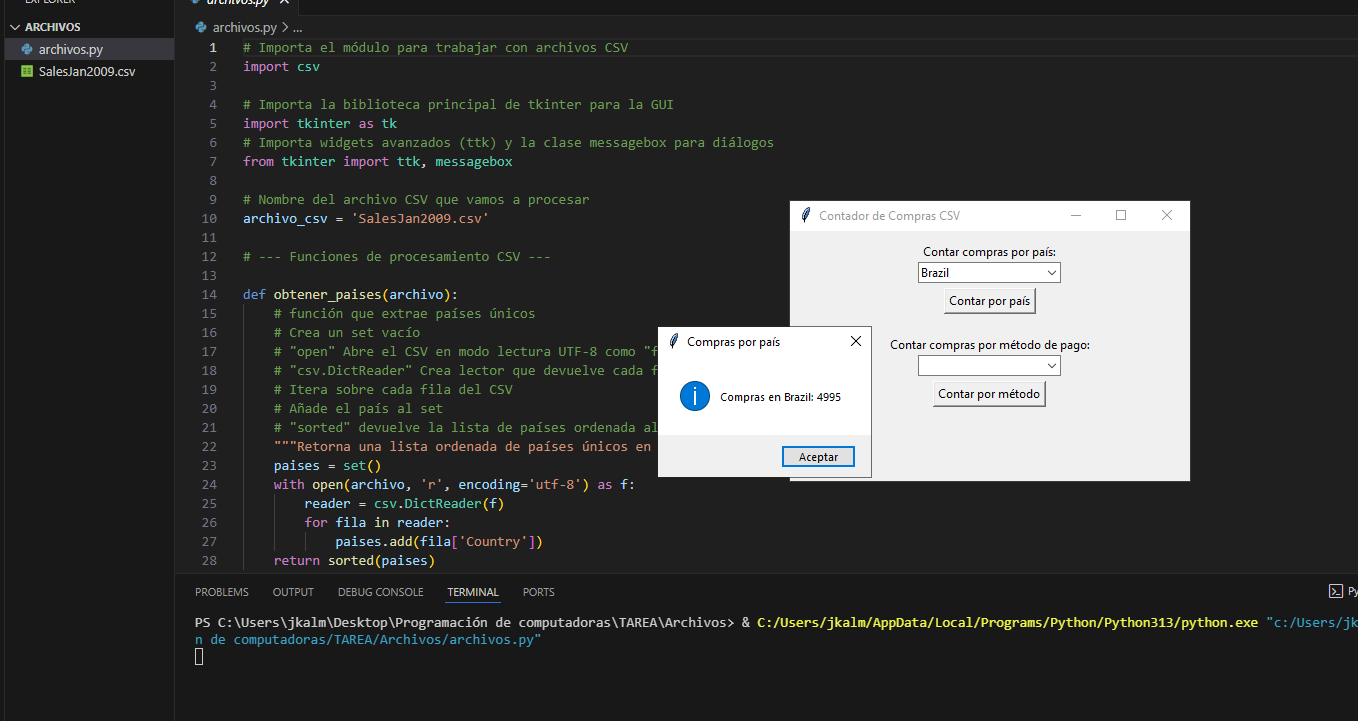 EXPLORER
ARCHIVOS
archivos.py
SalesJan2009.csv
archivos.py
archivos.py > ...
1 # Importa el módulo para trabajar con archivos CSV
2 import csv
3
4 # Importa la biblioteca principal de tkinter para la GUI
5 import tkinter as tk
6 # Importa widgets avanzados (ttk) y la clase messagebox para diálogos
7 from tkinter import ttk, messagebox
8
9 # Nombre del archivo CSV que vamos a procesar
10 archivo_csv = 'SalesJan2009.csv'
11
12 # --- Funciones de procesamiento CSV ---
13
14 def obtener_paises(archivo):
15 # función que extrae países únicos
16 # Crea un set vacío
17 # "open" Abre el CSV en modo lectura UTF-8 como "f
18 # "csv.DictReader" Crea lector que devuelve cada f
19 # Itera sobre cada fila del CSV
20 # Añade el país al set
21 # "sorted" devuelve la lista de países ordenada al
22 """Retorna una lista ordenada de países únicos en
23 paises = set()
24 with open(archivo, 'r', encoding='utf-8') as f:
25 reader = csv.DictReader(f)
26 for fila in reader:
27 paises.add(fila['Country'])
28 return sorted(paises)
Contador de Compras CSV
Contar compras por país:
Brazil
Contar por país
Contar compras por método de pago:
Contar por método
Compras por país
Compras en Brazil: 4995
Aceptar
PROBLEMS OUTPUT DEBUG CONSOLE TERMINAL PORTS
Py
PS C:\Users\jkalm\Desktop\Programación de computadoras\TAREA\Archivos> & C:/Users/jkalm/AppData/Local/Programs/Python/Python313/python.exe "c:/Users/jk
n de computadoras/TAREA/Archivos/archivos.py"